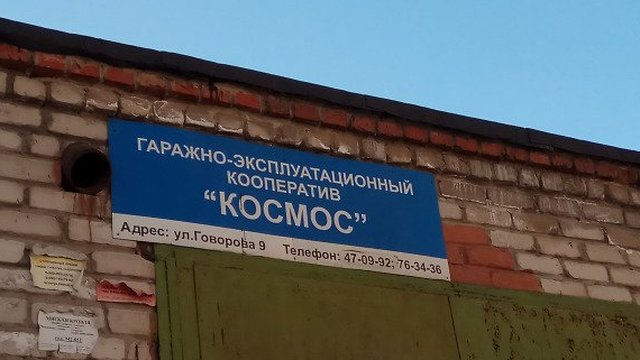 ГАРАЖНО-ЭКСПЛУАТАЦИОННЫЙ
КООПЕРАТИВ
"КОСМОС"
Адрес: ул.Говорова 9 Телефон: 47-09-92; 76-34-36